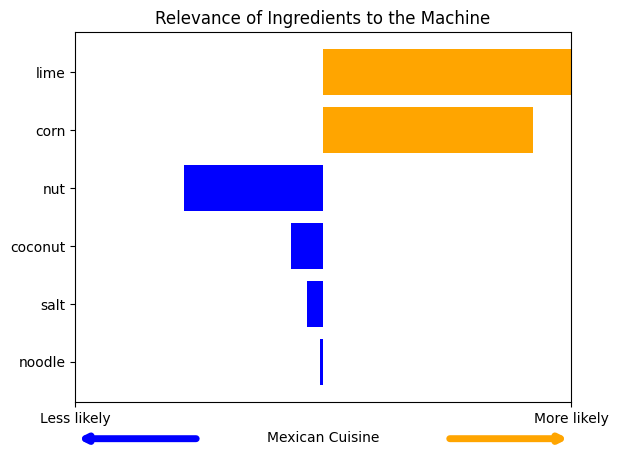 Relevance of Ingredients to the Machine
lime
corn
nut
coconut
salt
noodle
Less likely
More likely
Mexican Cuisine